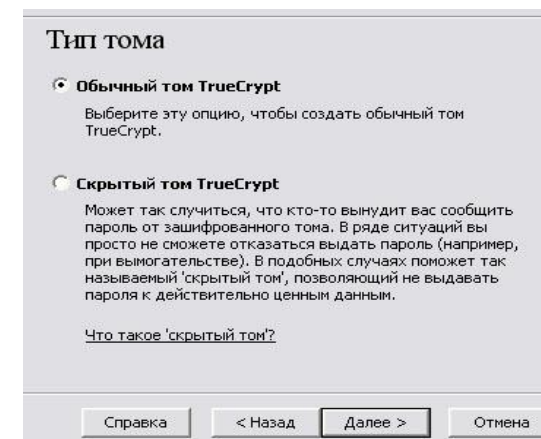 Тип тома
Обычный том TrueCrypt
Выберите эту опцию, чтобы создать обычный том
TrueCrypt.
Скрытый том TrueCrypt
Может так случиться, что кто-то вынудит вас сообщить
пароль от зашифрованного тома. В ряде ситуаций вы
просто не сможете отказаться выдать пароль (например,
при вымогательстве). В подобных случаях поможет так
называемый 'скрытый том', позволяющий не выдавать
пароля к действительно ценным данным.
Что такое 'скрытый том'?
Справка < Назад Далее > Отмена